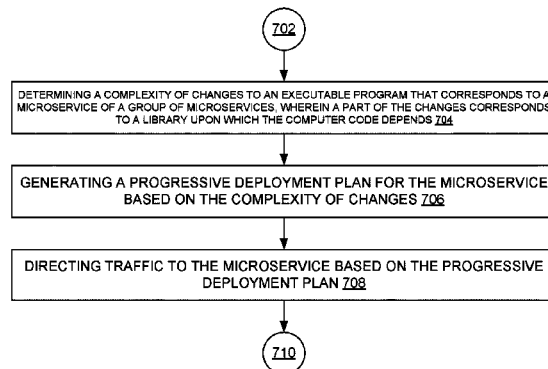 702
DETERMINING A COMPLEXITY OF CHANGES TO AN EXECUTABLE PROGRAM THAT CORRESPONDS TO A
MICROSERVICE OF A GROUP OF MICROSERVICES, WHEREIN A PART OF THE CHANGES CORRESPONDS
TO A LIBRARY UPON WHICH THE COMPUTER CODE DEPENDS 704
GENERATING A PROGRESSIVE DEPLOYMENT PLAN FOR THE MICROSERVICE
BASED ON THE COMPLEXITY OF CHANGES 706
DIRECTING TRAFFIC TO THE MICROSERVICE BASED ON THE PROGRESSIVE
DEPLOYMENT PLAN 708
710